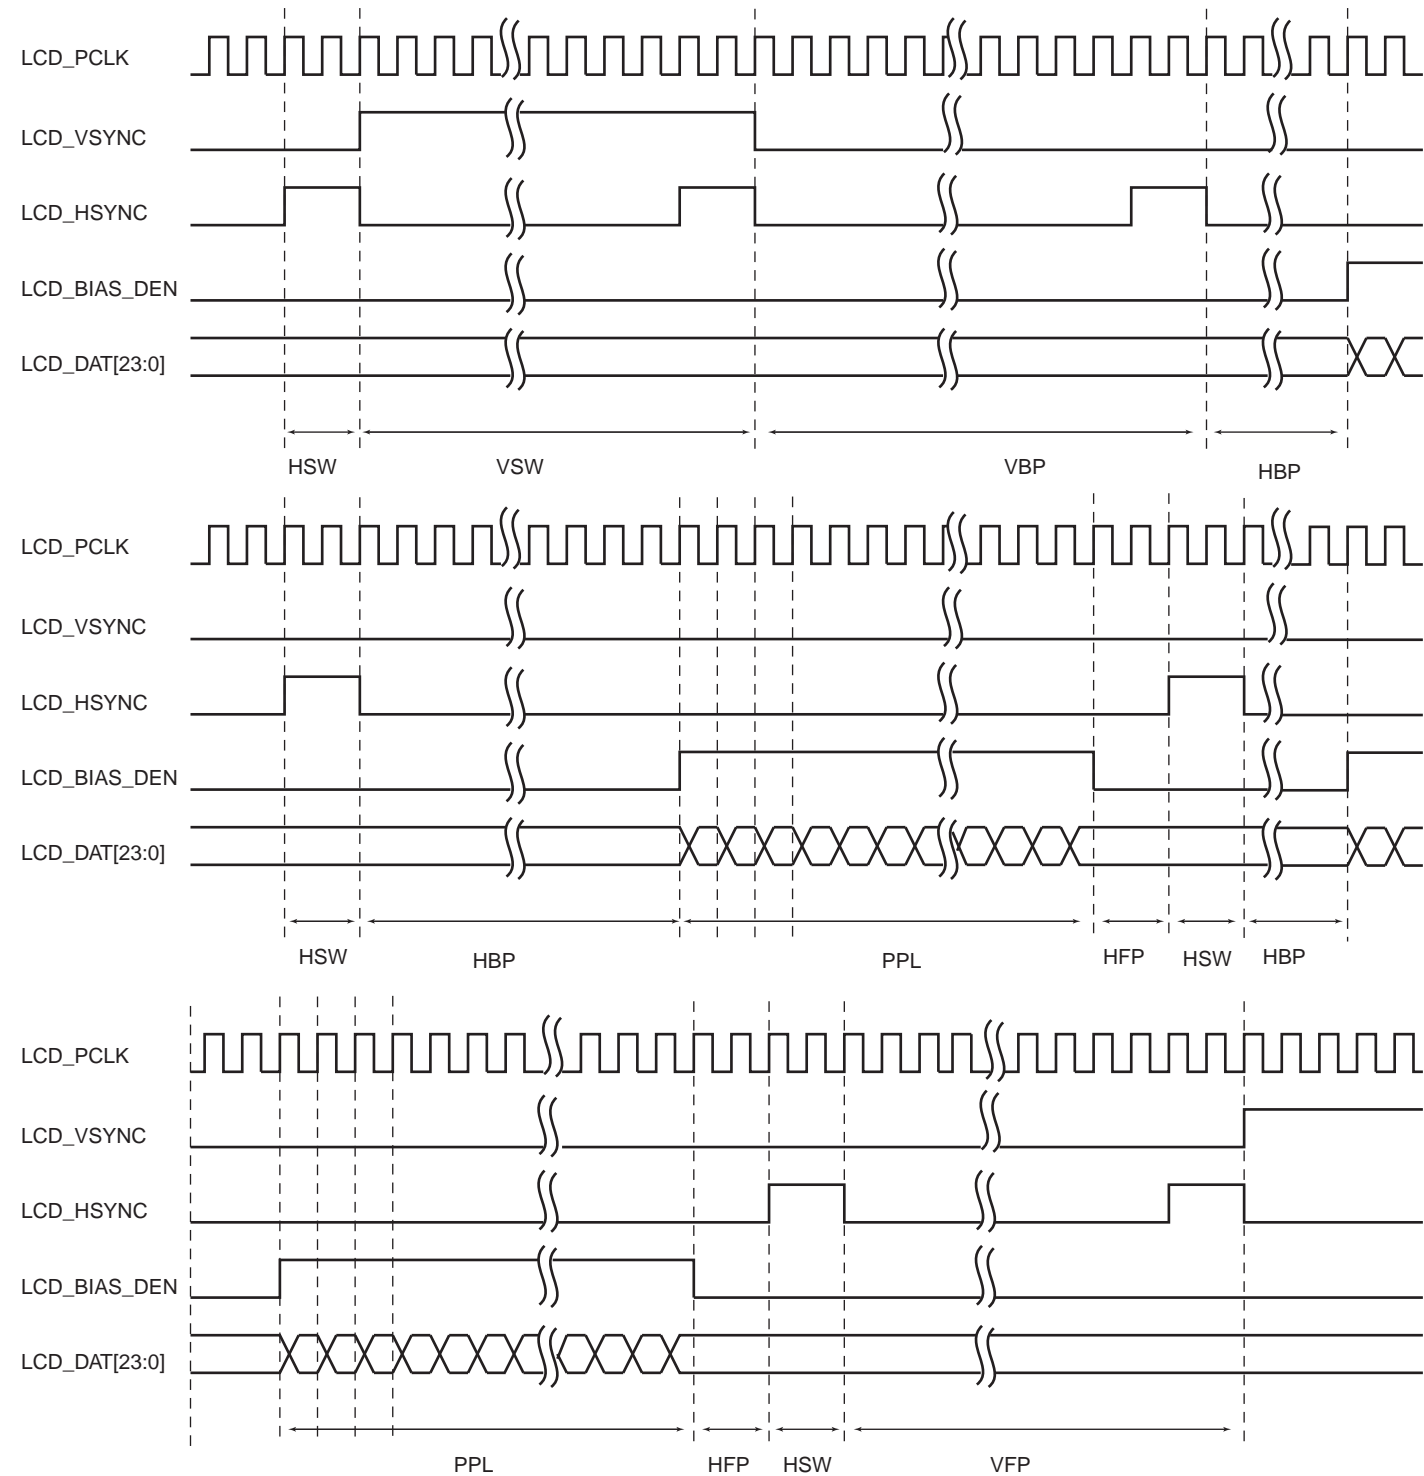 LCD_PCLK
LCD_VSYNC
LCD_HSYNC
LCD_BIAS_DEN
LCD_DAT[23:0]
HSW VSW VBP HBP
LCD_PCLK
LCD_VSYNC
LCD_HSYNC
LCD_BIAS_DEN
LCD_DAT[23:0]
HSW HBP PPL HFP HSW HBP
LCD_PCLK
LCD_VSYNC
LCD_HSYNC
LCD_BIAS_DEN
LCD_DAT[23:0]
PPL HFP HSW VFP